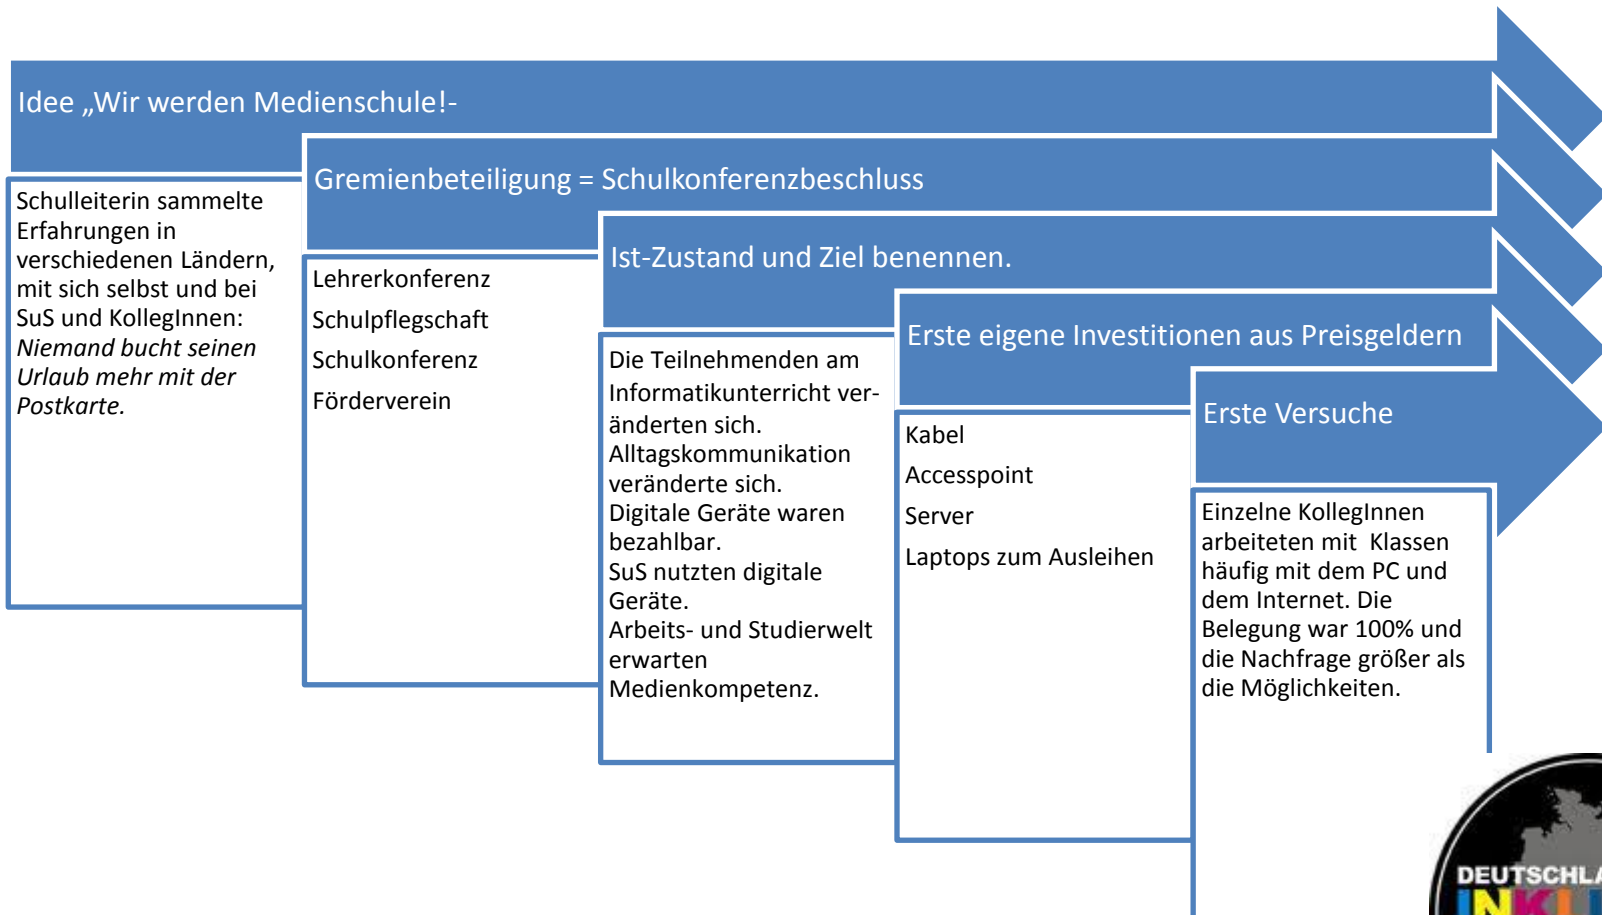 Idee „Wir werden Medienschule!-
Schulleiterin sammelte
Erfahrungen in
verschiedenen Ländern,
mit sich selbst und bei
SuS und KollegInnen:
Niemand bucht seinen
Urlaub mehr mit der
Postkarte.
Gremienbeteiligung = Schulkonferenzbeschluss
Lehrerkonferenz
Schulpflegschaft
Schulkonferenz
Förderverein
Ist-Zustand und Ziel benennen.
Die Teilnehmenden am
Informatikunterricht ver-
änderten sich.
Alltagskommunikation
veränderte sich.
Digitale Geräte waren
bezahlbar.
SuS nutzten digitale
Geräte.
Arbeits- und Studierwelt
erwarten
Medienkompetenz.
Erste eigene Investitionen aus Preisgeldern
Kabel
Accesspoint
Server
Laptops zum Ausleihen
Erste Versuche
Einzelne KollegInnen
arbeiteten mit  Klassen
häufig mit dem PC und
dem Internet. Die
Belegung war 100% und
die Nachfrage größer als
die Möglichkeiten.